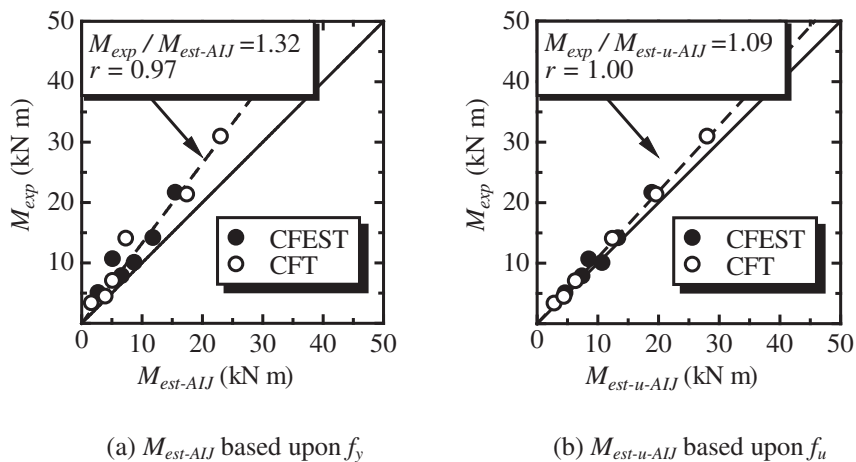 50
40
30
20
10
M_exp (kN m)
M_exp / M_est-AIJ =1.32
r = 0.97
CFEST
CFT
0 10 20 30 40 50
M_est-AIJ (kN m)
(a) M_est-AIJ based upon f_y
50
40
30
20
10
M_exp (kN m)
M_exp / M_est-u-AIJ =1.09
r = 1.00
CFEST
CFT
0 10 20 30 40 50
M_est-u-AIJ (kN m)
(b) M_est-u-AIJ based upon f_u